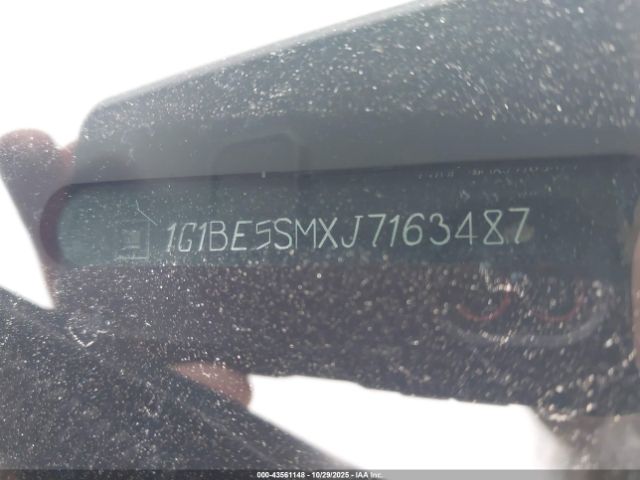 1G1BE5SMXJ7163487
000-43561148 • 10/29/2025 • IAA Inc.